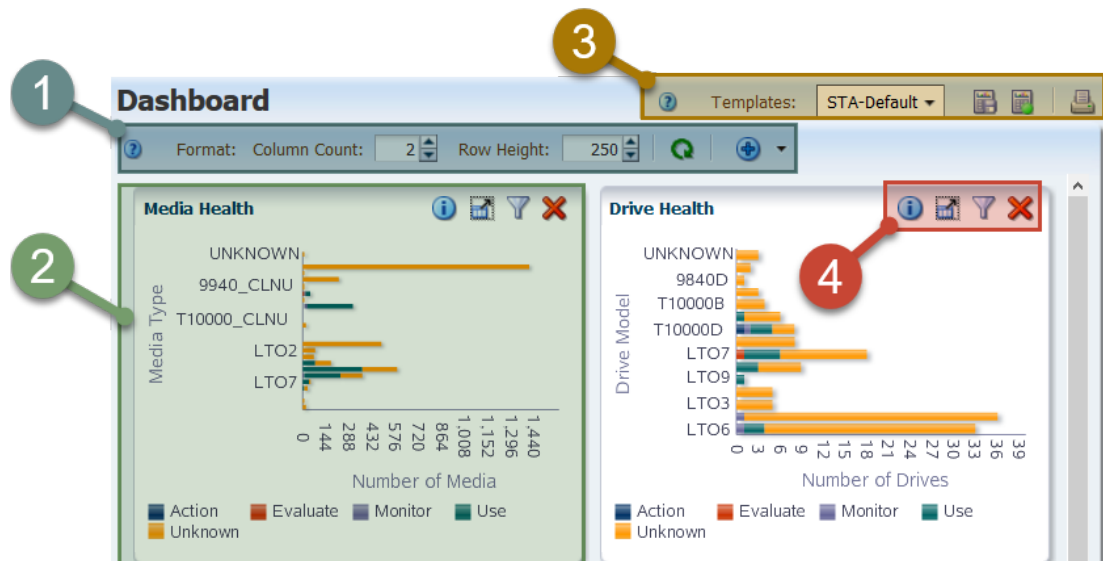 3
1
Dashboard
Templates: STA-Default
Format: Column Count: 2 Row Height: 250
Media Health
UNKNOWN
9940_CLNU
T10000_CLNU
LTO2
LTO7
Media Type
0 144 288 432 576 720 864 1,008 1,152 1,296 1,440
Number of Media
Action Evaluate Monitor Use
Unknown
2
Drive Health
4
UNKNOWN
9840D
T10000B
T10000D
LTO7
LTO9
LTO3
LTO6
Drive Model
0 3 6 9 12 15 18 21 24 27 30 33 36 39
Number of Drives
Action Evaluate Monitor Use
Unknown